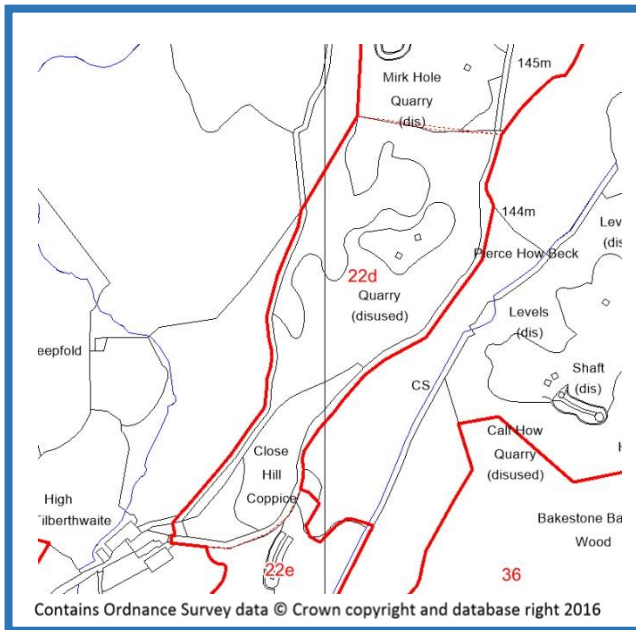 145m
Mirk Hole
Quarry
(dis)
144m
Lev
(di
Pierce How Beck
22d
Quarry
(disused)
Levels
(dis)
eepfold
Shaft
(dis)
CS
Calf How
Quarry
(disused)
Close
Hill
Coppice
High
Tilberthwaite
Bakestone Ba
Wood
22e
36
Contains Ordnance Survey data © Crown copyright and database right 2016